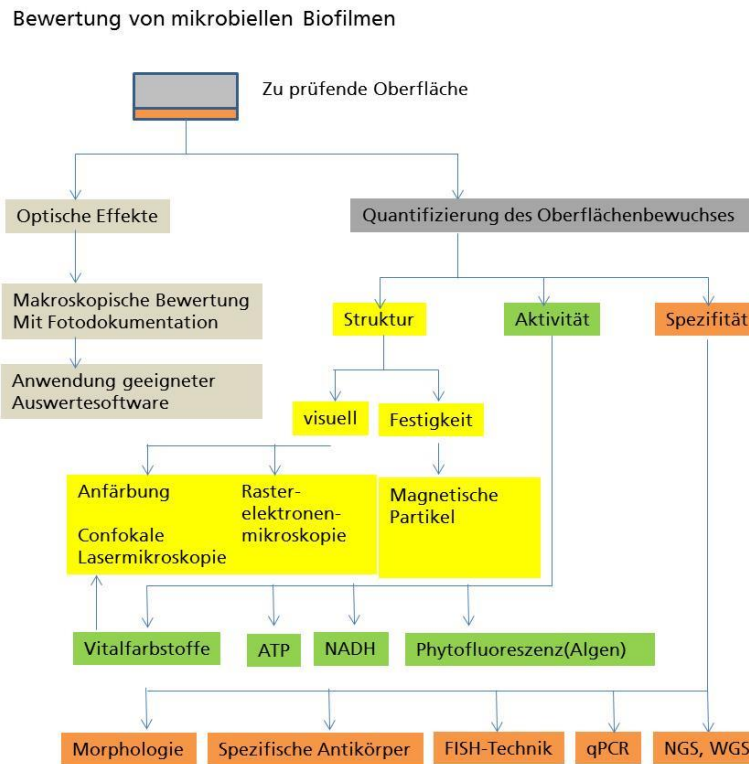 Bewertung von mikrobiellen Biofilmen
Zu prüfende Oberfläche
Optische Effekte
Quantifizierung des Oberflächenbewuchses
Makroskopische Bewertung
Mit Fotodokumentation
Struktur
Aktivität
Spezifität
Anwendung geeigneter
Auswertesoftware
visuell
Festigkeit
Anfärbung
Confokale
Lasermikroskopie
Raster-
elektronen-
mikroskopie
Magnetische
Partikel
Vitalfarbstoffe
ATP
NADH
Phytofluoreszenz(Algen)
Morphologie
Spezifische Antikörper
FISH-Technik
qPCR
NGS, WGS